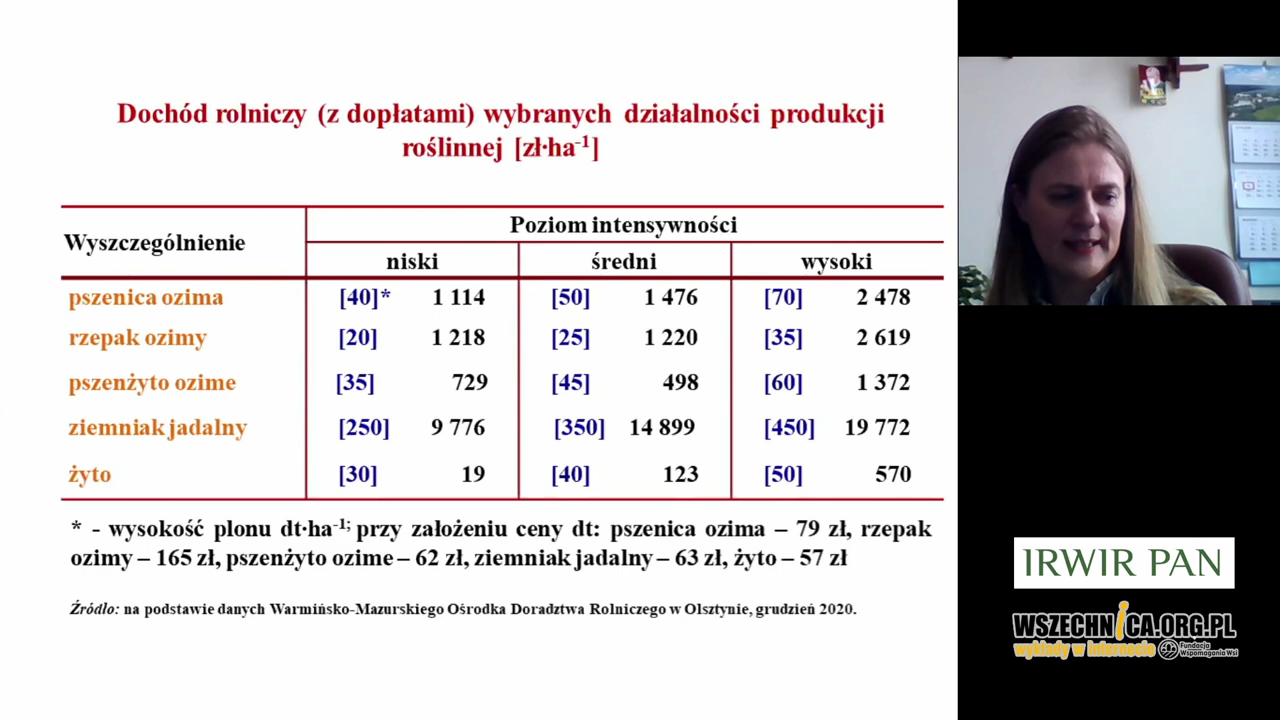 Dochód rolniczy (z dopłatami) wybranych działalności produkcji
roślinnej [zł·ha⁻¹]
Wyszczególnienie
Poziom intensywności
niski średni wysoki
pszenica ozima [40]* 1 114 [50] 1 476 [70] 2 478
rzepak ozimy [20] 1 218 [25] 1 220 [35] 2 619
pszenżyto ozime [35] 729 [45] 498 [60] 1 372
ziemniak jadalny [250] 9 776 [350] 14 899 [450] 19 772
żyto [30] 19 [40] 123 [50] 570
* - wysokość plonu dt·ha⁻¹; przy założeniu ceny dt: pszenica ozima – 79 zł, rzepak
ozimy – 165 zł, pszenżyto ozime – 62 zł, ziemniak jadalny – 63 zł, żyto – 57 zł
Źródło: na podstawie danych Warmińsko-Mazurskiego Ośrodka Doradztwa Rolniczego w Olsztynie, grudzień 2020.
IRWIR PAN
WSZECHNICA.ORG.PL
wykłady w internecie
Fundacja
Wspomagania Wsi